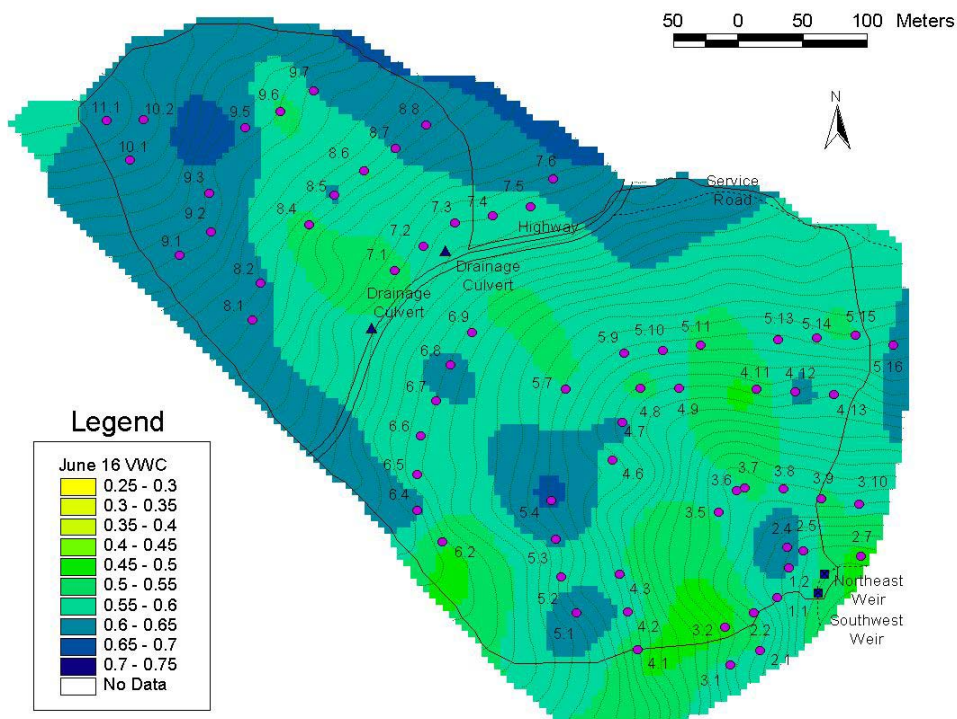 50 0 50 100 Meters
N
9.7
9.6
11.1 10.2 9.5 8.8
8.7
10.1 8.6 7.6
9.3 8.5 7.5 Service
Road
8.4 7.3 7.4
9.2 Highway
9.1 7.2
7.1 Drainage
Culvert
8.2 Drainage
Culvert
8.1 6.9
5.9 5.10 5.11 5.13 5.14 5.15
6.8 5.16
6.7 5.7 4.11 4.12
4.8 4.9 4.13
6.6 4.7
6.5 4.6
3.7 3.8
6.4 3.6 3.9 3.10
5.4 3.5
6.2 2.4 2.5 2.7
5.3
5.2 4.3 1.2 Northeast
Weir
5.1 4.2 1.1 Southwest
Weir
3.2 2.2
4.1 2.1
3.1
Legend
June 16 VWC
0.25 - 0.3
0.3 - 0.35
0.35 - 0.4
0.4 - 0.45
0.45 - 0.5
0.5 - 0.55
0.55 - 0.6
0.6 - 0.65
0.65 - 0.7
0.7 - 0.75
No Data